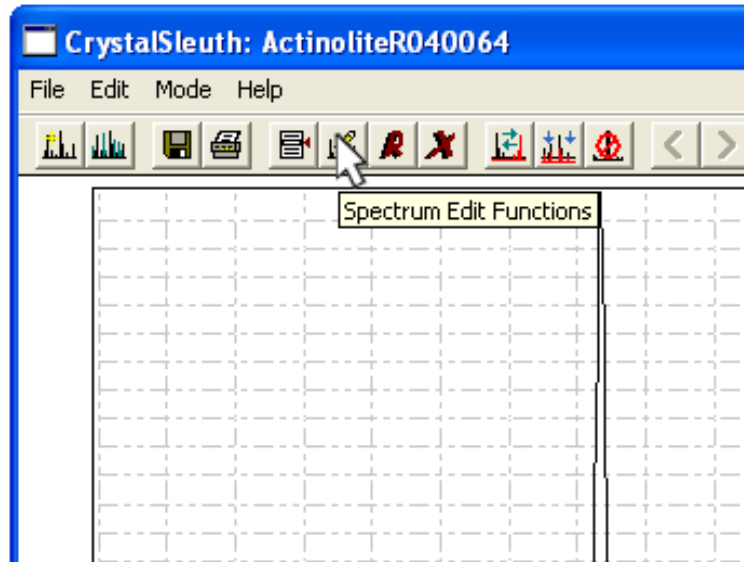 CrystalSleuth: ActinoliteR040064
File Edit Mode Help
R X
Spectrum Edit Functions